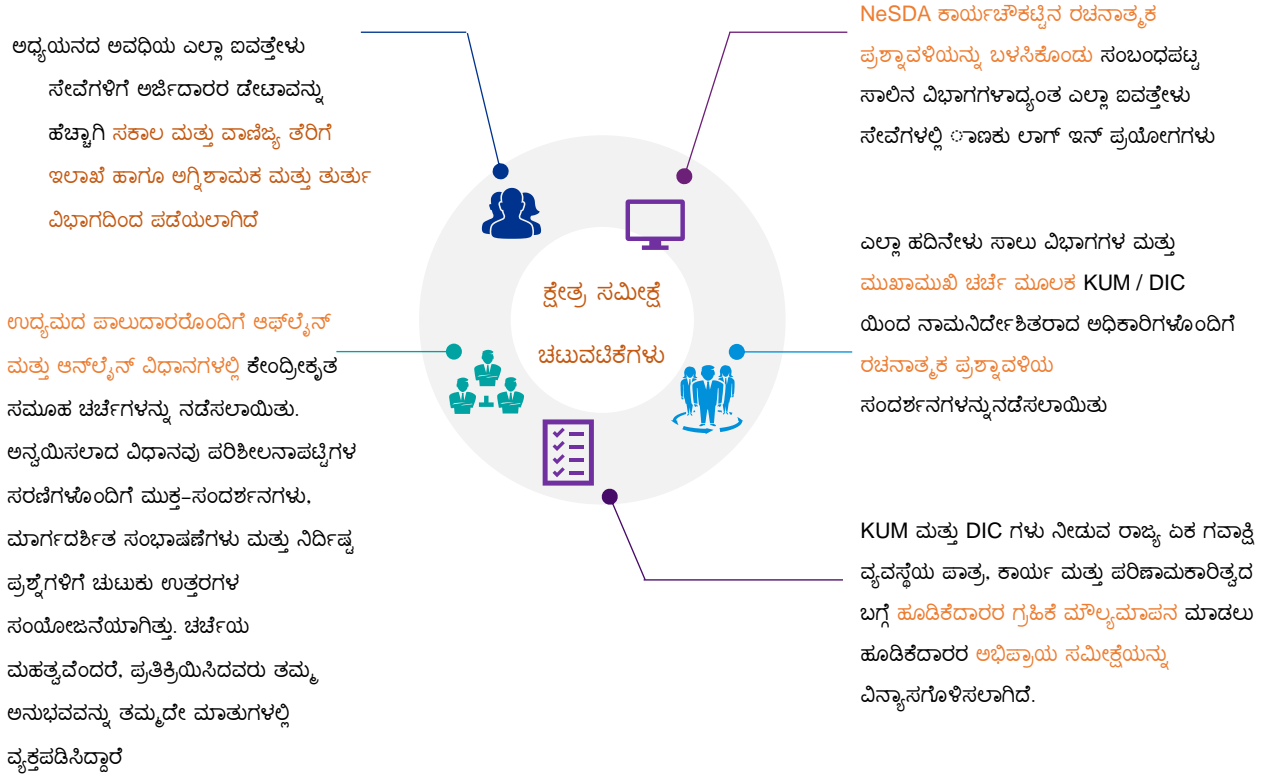 ಅಧ್ಯಯನದ ಅವಧಿಯ ಎಲ್ಲಾ ಐವತ್ತೇಳು
ಸೇವೆಗಳಿಗೆ ಅರ್ಜಿದಾರರ ಡೇಟಾವನ್ನು
ಹೆಚ್ಚಾಗಿ ಸಕಾಲ ಮತ್ತು ವಾಣಿಜ್ಯ ತೆರಿಗೆ
ಇಲಾಖೆ ಹಾಗೂ ಅಗ್ನಿಶಾಮಕ ಮತ್ತು ತುರ್ತು
ವಿಭಾಗದಿಂದ ಪಡೆಯಲಾಗಿದೆ
ಉದ್ಯಮದ ಪಾಲುದಾರರೊಂದಿಗೆ ಆಫ್‌ಲೈನ್
ಮತ್ತು ಆನ್‌ಲೈನ್ ವಿಧಾನಗಳಲ್ಲಿ ಕೇಂದ್ರೀಕೃತ
ಸಮೂಹ ಚರ್ಚೆಗಳನ್ನು ನಡೆಸಲಾಯಿತು.
ಅನ್ವಯಿಸಲಾದ ವಿಧಾನವು ಪರಿಶೀಲನಾಪಟ್ಟಿಗಳ
ಸರಣಿಗಳೊಂದಿಗೆ ಮುಕ್ತ-ಸಂದರ್ಶನಗಳು,
ಮಾರ್ಗದರ್ಶಿತ ಸಂಭಾಷಣೆಗಳು ಮತ್ತು ನಿರ್ದಿಷ್ಟ
ಪ್ರಶ್ನೆಗಳಿಗೆ ಚುಟುಕು ಉತ್ತರಗಳ
ಸಂಯೋಜನೆಯಾಗಿತ್ತು. ಚರ್ಚೆಯ
ಮಹತ್ವವೆಂದರೆ, ಪ್ರತಿಕ್ರಿಯಿಸಿದವರು ತಮ್ಮ
ಅನುಭವವನ್ನು ತಮ್ಮದೇ ಮಾತುಗಳಲ್ಲಿ
ವ್ಯಕ್ತಪಡಿಸಿದ್ದಾರೆ
ಕ್ಷೇತ್ರ ಸಮೀಕ್ಷೆ
ಚಟುವಟಿಕೆಗಳು
NeSDA ಕಾರ್ಯಚೌಕಟ್ಟಿನ ರಚನಾತ್ಮಕ
ಪ್ರಶ್ನಾವಳಿಯನ್ನು ಬಳಸಿಕೊಂಡು ಸಂಬಂಧಪಟ್ಟ
ಸಾಲಿನ ವಿಭಾಗಗಳಾದ್ಯಂತ ಎಲ್ಲಾ ಐವತ್ತೇಳು
ಸೇವೆಗಳಲ್ಲಿ ಾಣಕು ಲಾಗ್ ಇನ್ ಪ್ರಯೋಗಗಳು
ಎಲ್ಲಾ ಹದಿನೇಳು ಸಾಲು ವಿಭಾಗಗಳ ಮತ್ತು
ಮುಖಾಮುಖಿ ಚರ್ಚೆ ಮೂಲಕ KUM / DIC
ಯಿಂದ ನಾಮನಿರ್ದೇಶಿತರಾದ ಅಧಿಕಾರಿಗಳೊಂದಿಗೆ
ರಚನಾತ್ಮಕ ಪ್ರಶ್ನಾವಳಿಯ
ಸಂದರ್ಶನಗಳನ್ನುನಡೆಸಲಾಯಿತು
KUM ಮತ್ತು DIC ಗಳು ನೀಡುವ ರಾಜ್ಯ ಏಕ ಗವಾಕ್ಷಿ
ವ್ಯವಸ್ಥೆಯ ಪಾತ್ರ, ಕಾರ್ಯ ಮತ್ತು ಪರಿಣಾಮಕಾರಿತ್ವದ
ಬಗ್ಗೆ ಹೂಡಿಕೆದಾರರ ಗ್ರಹಿಕೆ ಮೌಲ್ಯಮಾಪನ ಮಾಡಲು
ಹೂಡಿಕೆದಾರರ ಅಭಿಪ್ರಾಯ ಸಮೀಕ್ಷೆಯನ್ನು
ವಿನ್ಯಾಸಗೊಳಿಸಲಾಗಿದೆ.